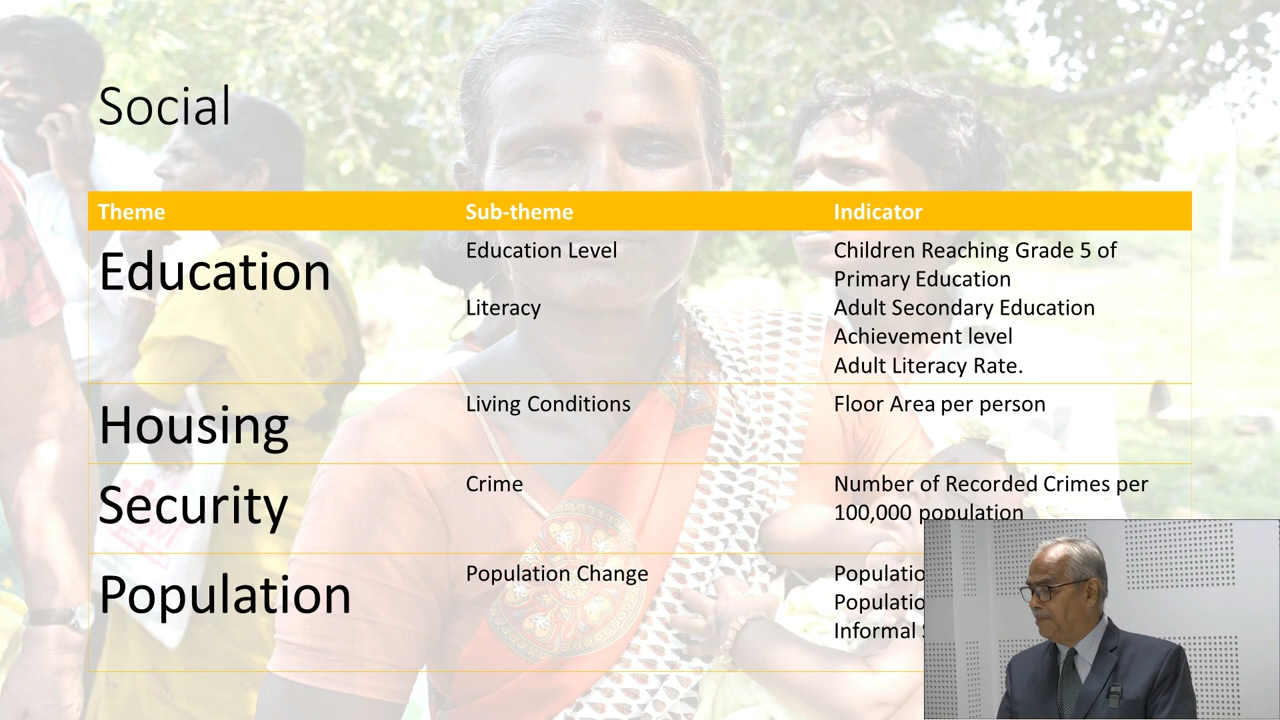 Social
Theme Sub-theme Indicator
Education
Education Level
Literacy
Children Reaching Grade 5 of
Primary Education
Adult Secondary Education
Achievement level
Adult Literacy Rate.
Housing
Living Conditions
Floor Area per person
Security
Crime
Number of Recorded Crimes per
100,000 population
Population
Population Change
Informal